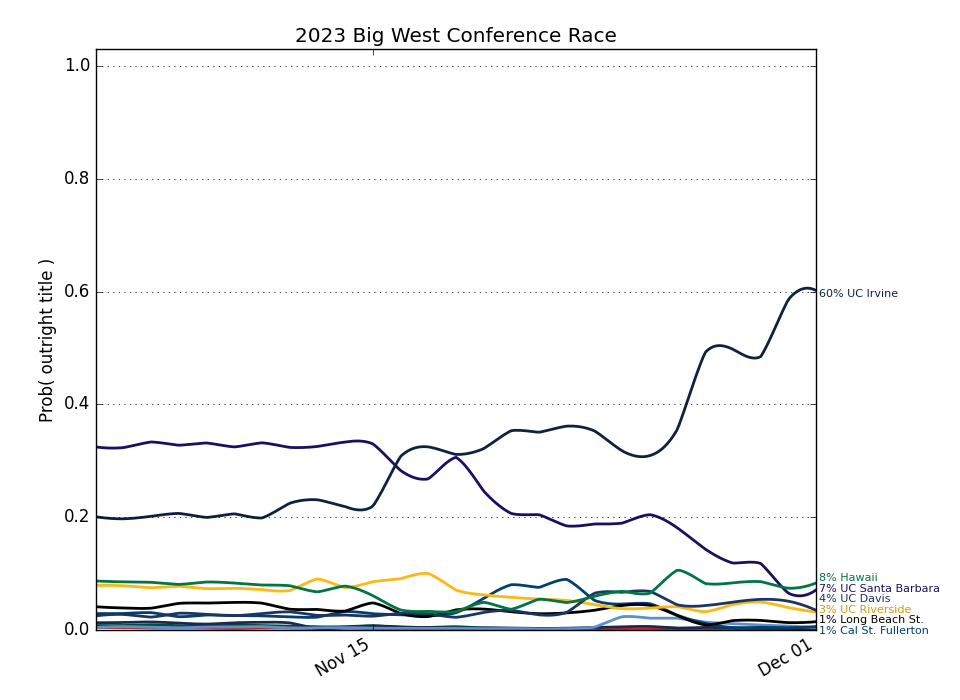 2023 Big West Conference Race
Prob( outright title )
1.0
0.8
0.6
0.4
0.2
0.0
Nov 15
Dec 01
60% UC Irvine
8% Hawaii
7% UC Santa Barbara
4% UC Davis
3% UC Riverside
1% Long Beach St.
1% Cal St. Fullerton